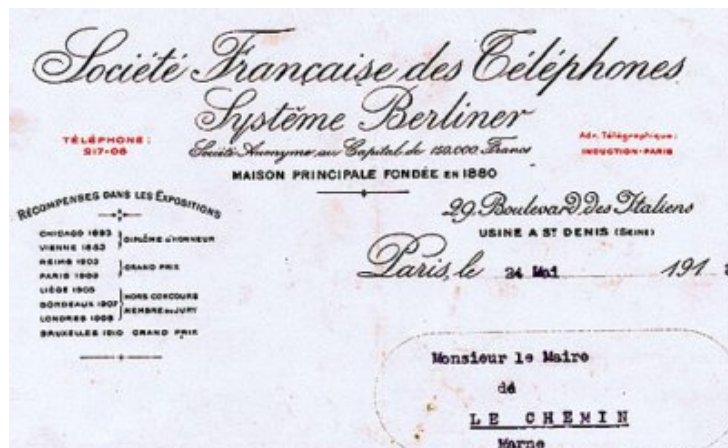 Société Française des Téléphones
Système Berliner
Société Anonyme au Capital de 150.000 Francs
MAISON PRINCIPALE FONDÉE EN 1880
TÉLÉPHONE:
217-06
Adr. Télégraphique:
INDUCTION-PARIS
RÉCOMPENSES DANS LES EXPOSITIONS
CHICAGO 1893
VIENNE 1883
DIPLÔME D'HONNEUR
REIMS 1903
PARIS
GRAND PRIX
LIÈGE 1905
BORDEAUX 1907
LONDRES 1908
HORS CONCOURS
MEMBRE DU JURY
BRUXELLES 1910 GRAND PRIX
29, Boulevard des Italiens
USINE A ST DENIS (SEINE)
Paris, le 24 Mai 191
Monsieur le Maire
de
LE CHEMIN
Marne